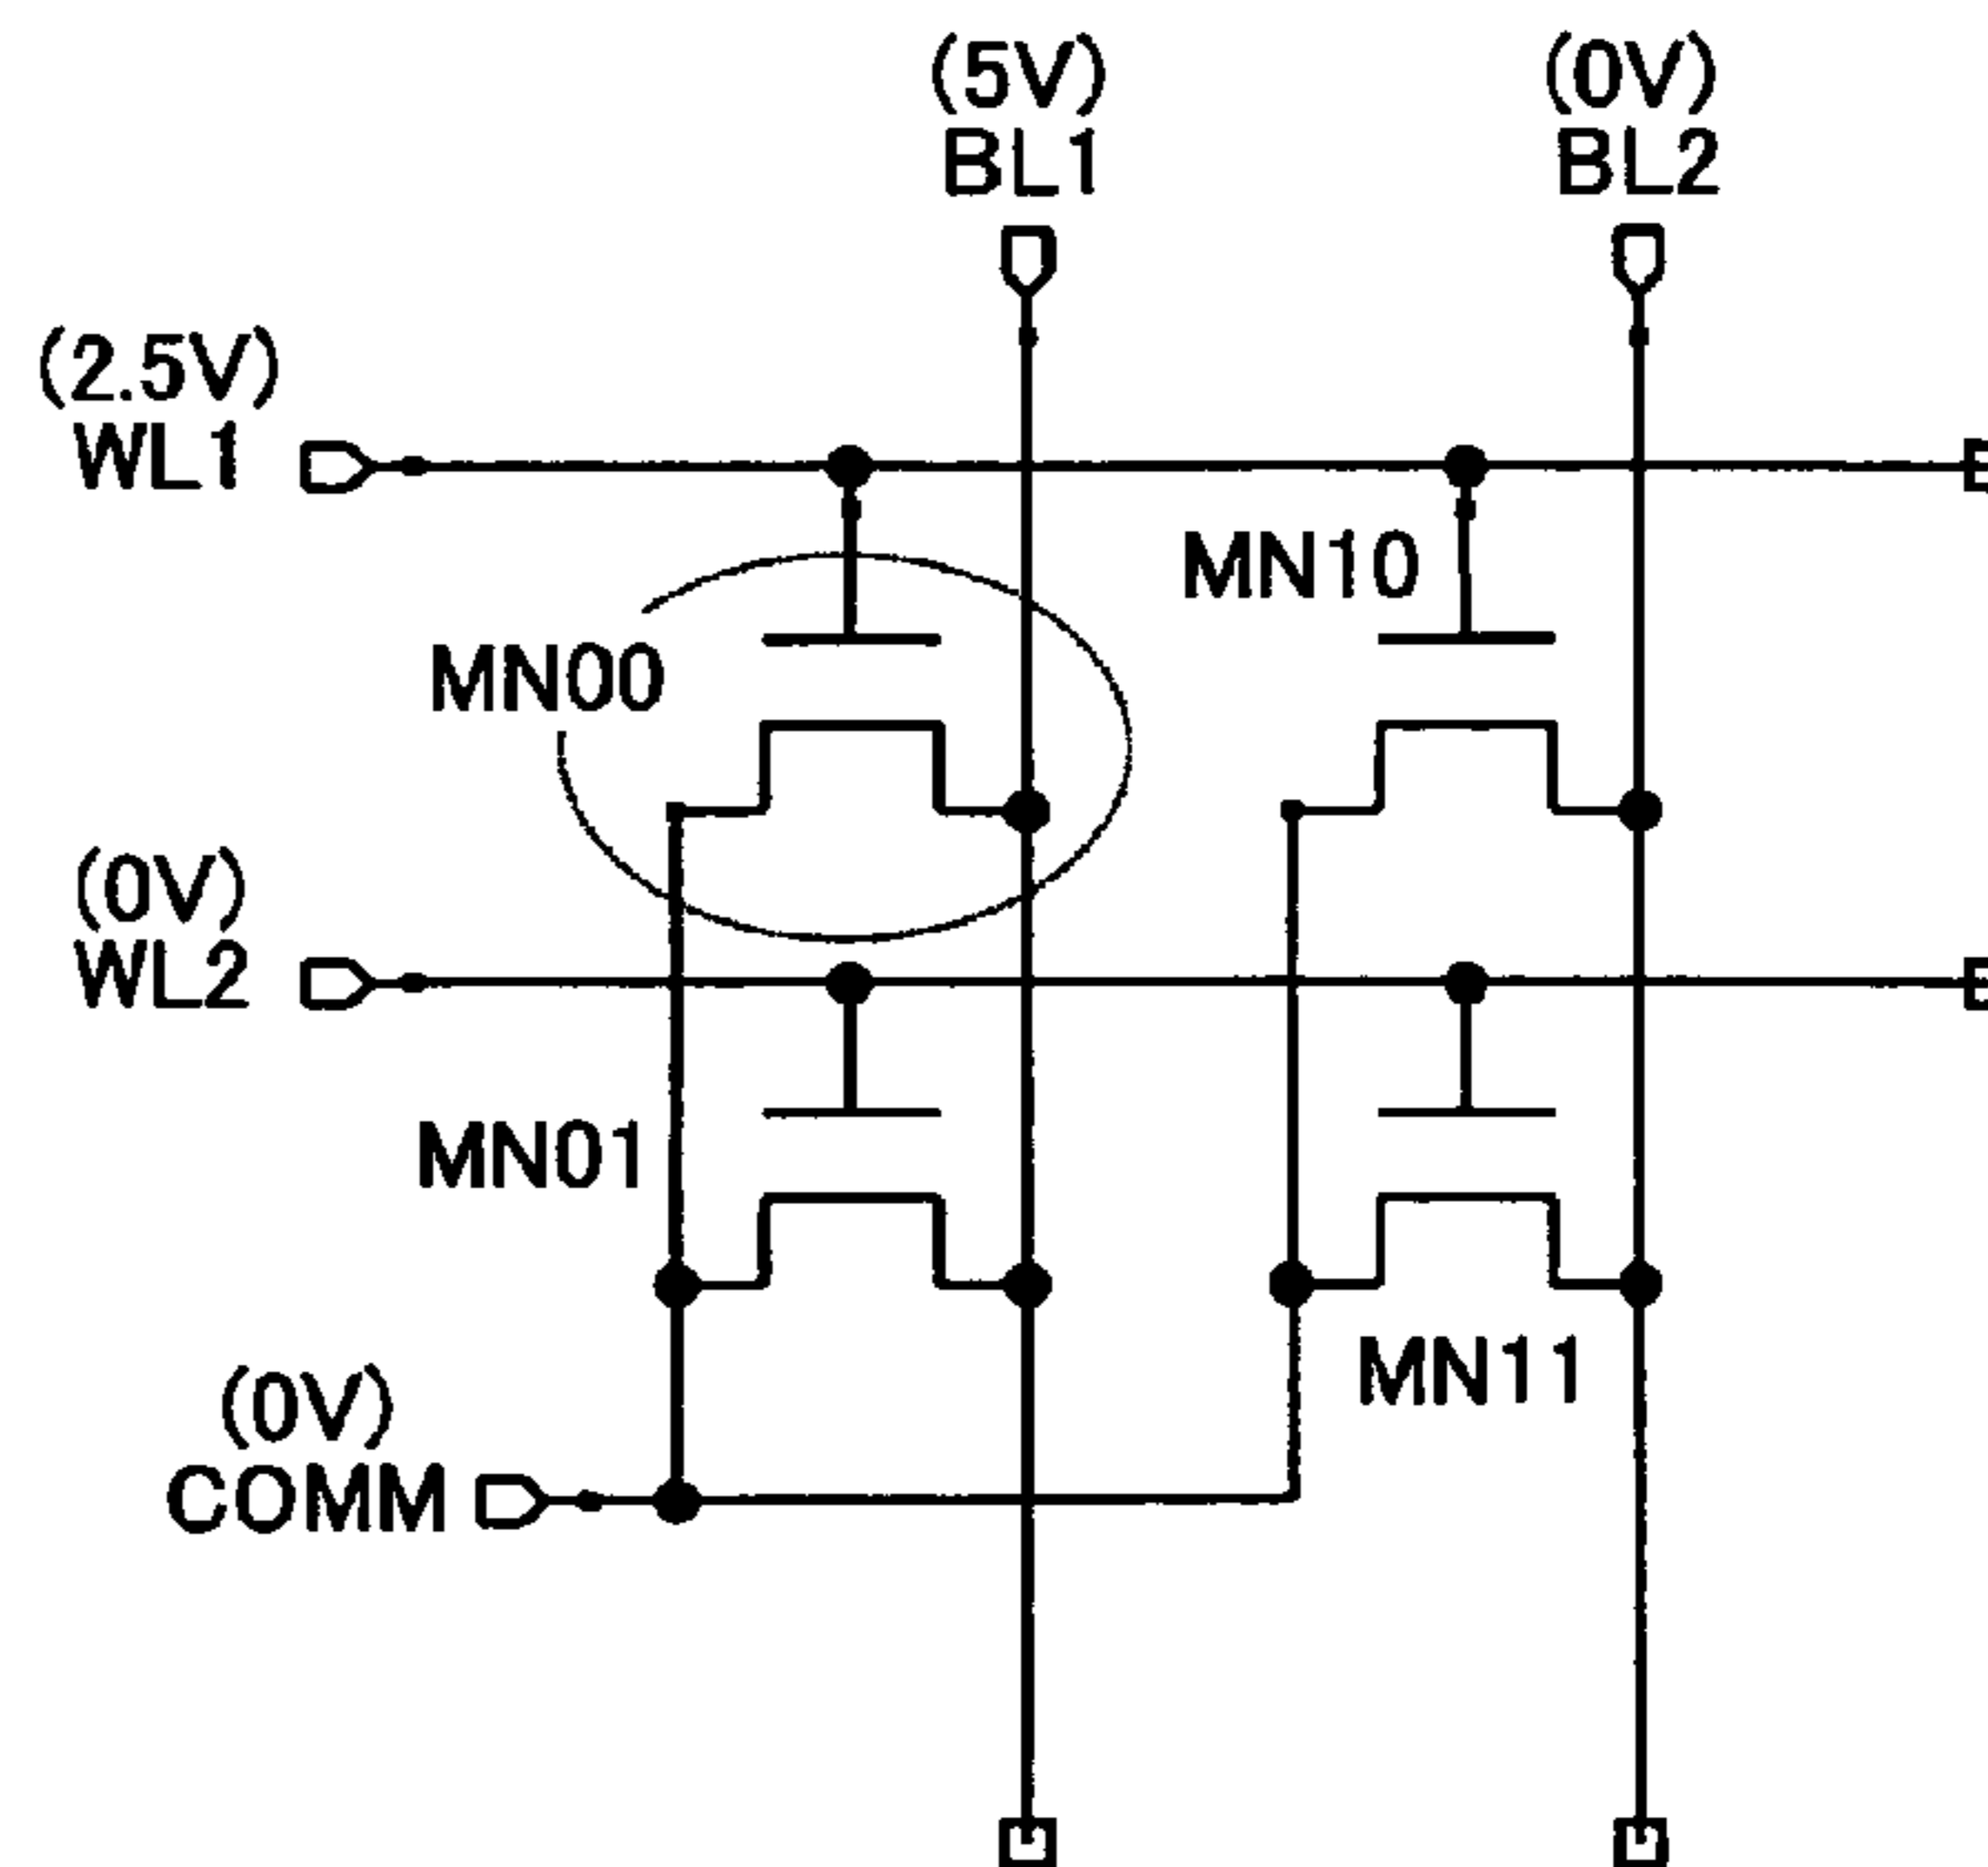 (5V)
BL1
(0V)
BL2
(2.5V)
WL1
MN10
MN00
(0V)
WL2
MN01
MN11
(0V)
COMM